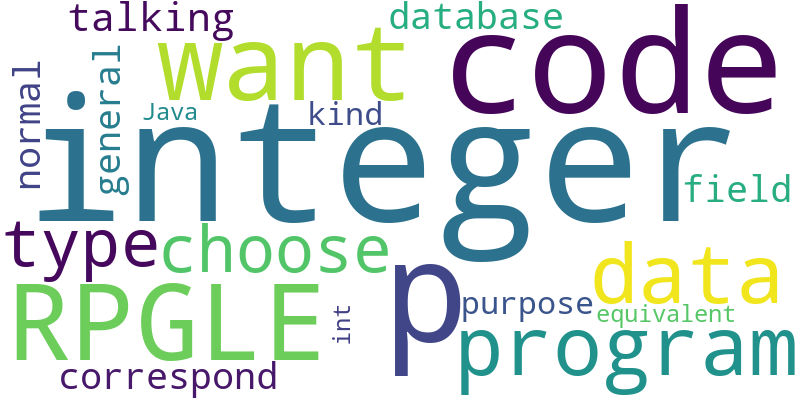 talking
database
want
code
normal
general
Java
kind
integer
field
type
choose
p
data
RPGLE
int
purpose
equivalent
program
correspond